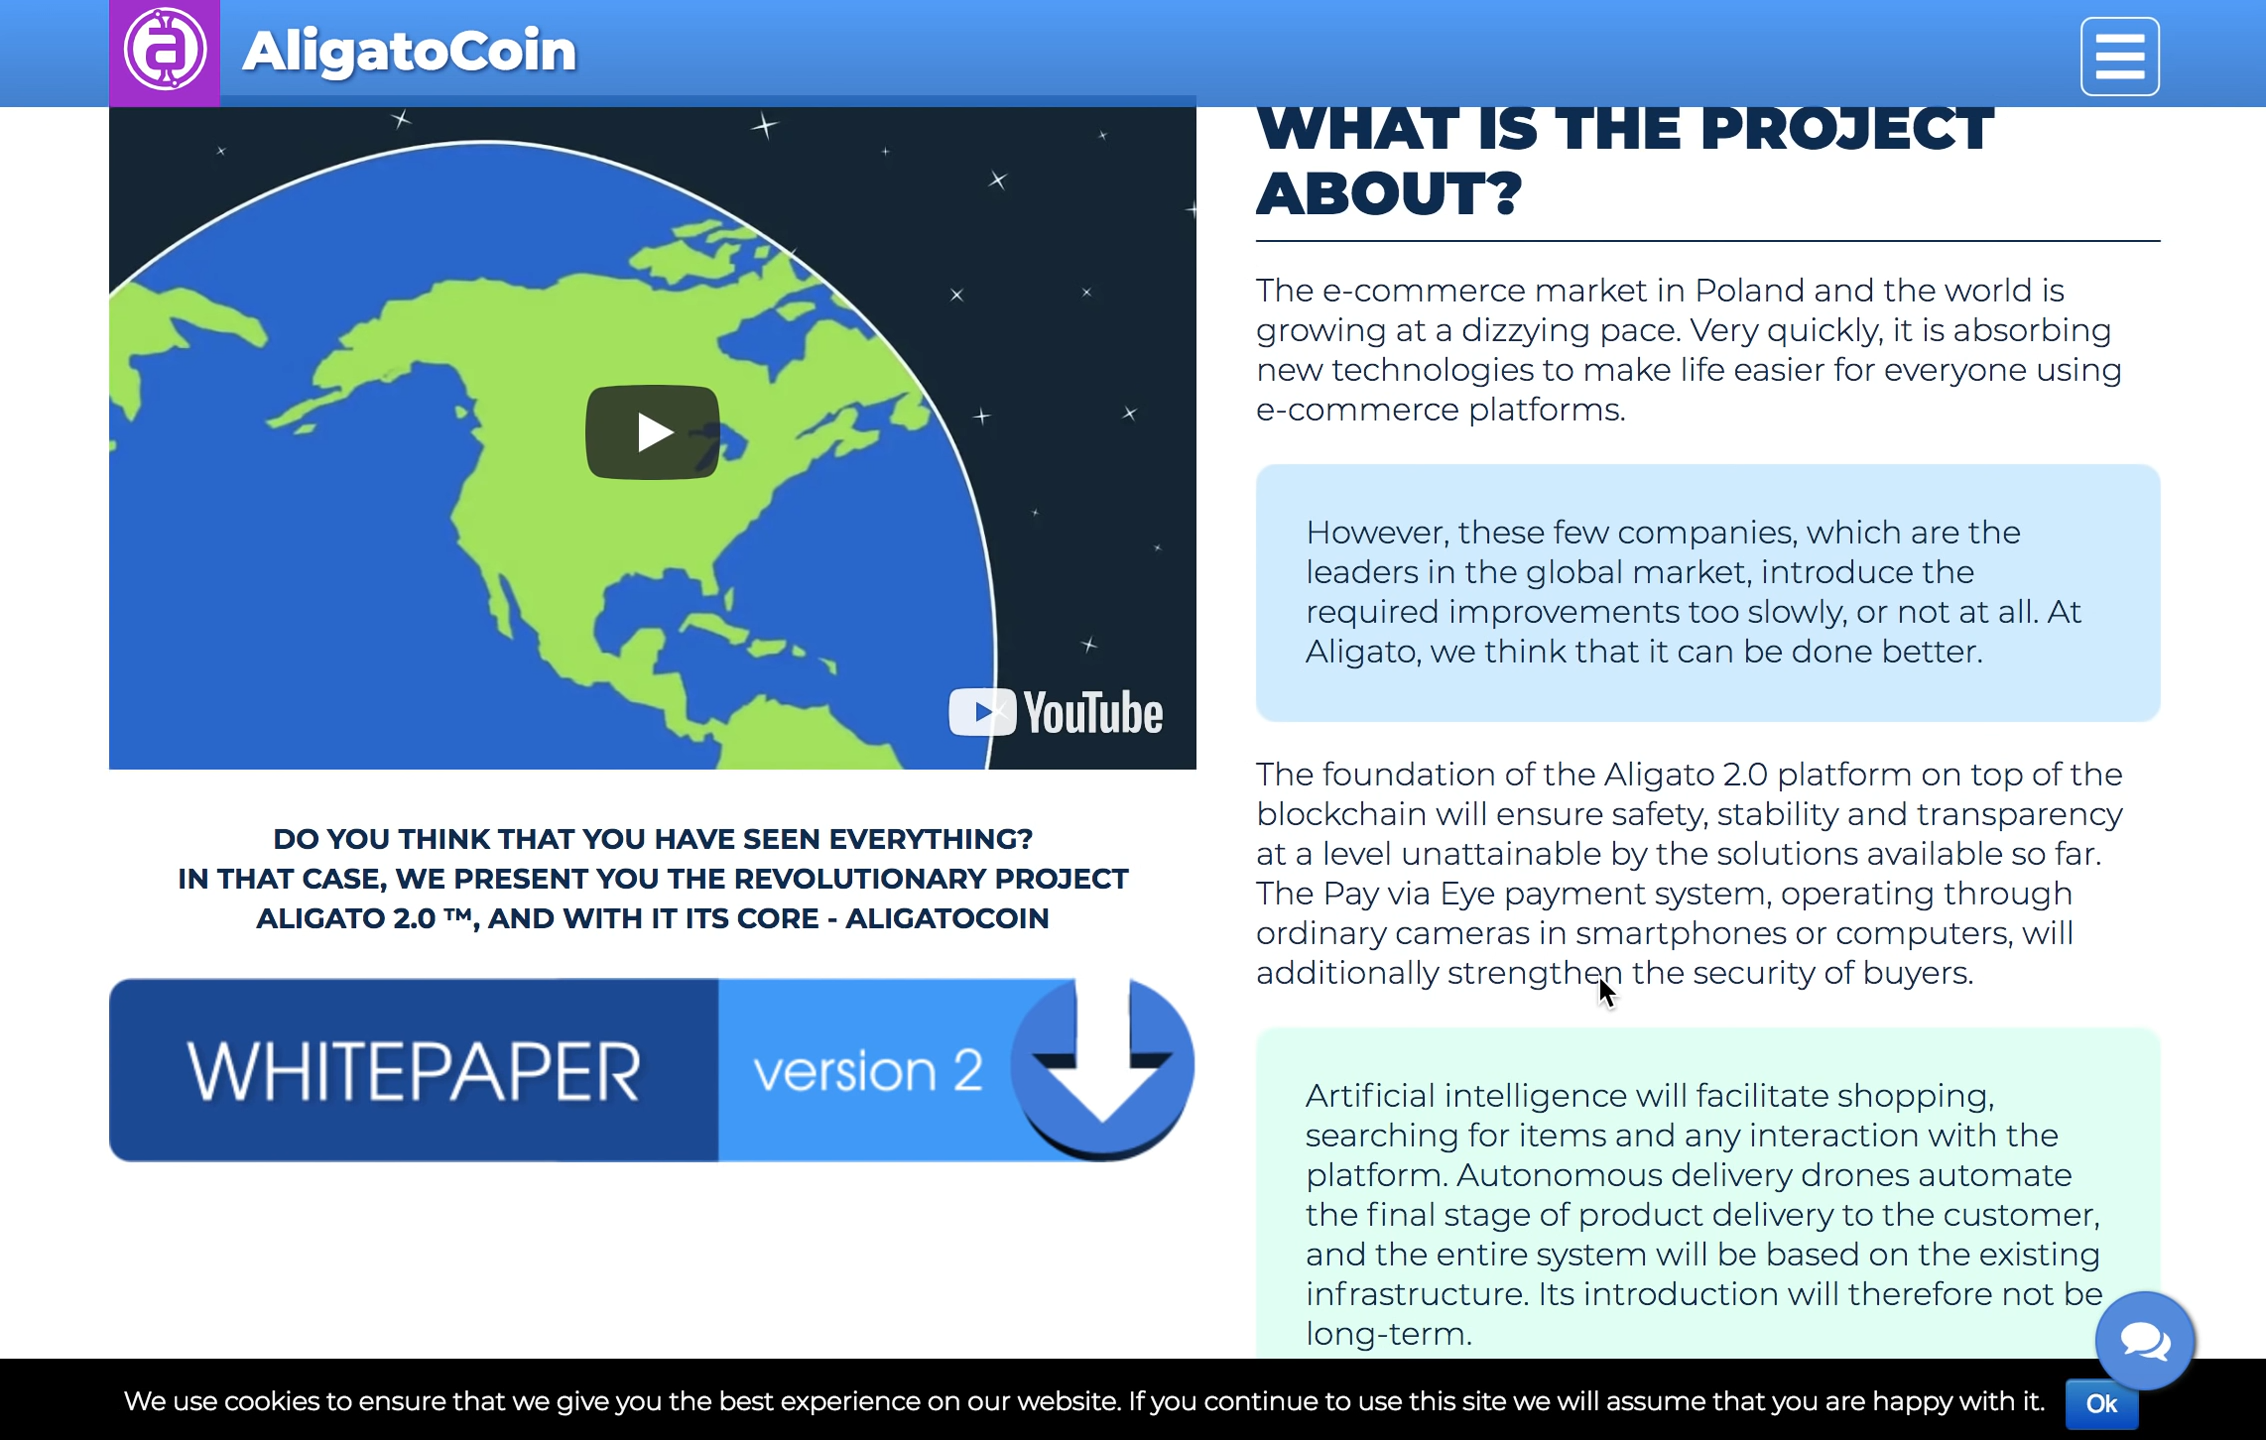 AligatoCoin
YouTube
DO YOU THINK THAT YOU HAVE SEEN EVERYTHING?
IN THAT CASE, WE PRESENT YOU THE REVOLUTIONARY PROJECT
ALIGATO 2.0 ™, AND WITH IT ITS CORE - ALIGATOCOIN
WHITEPAPER version 2
WHAT IS THE PROJECT
ABOUT?
The e-commerce market in Poland and the world is
growing at a dizzying pace. Very quickly, it is absorbing
new technologies to make life easier for everyone using
e-commerce platforms.
However, these few companies, which are the
leaders in the global market, introduce the
required improvements too slowly, or not at all. At
Aligato, we think that it can be done better.
The foundation of the Aligato 2.0 platform on top of the
blockchain will ensure safety, stability and transparency
at a level unattainable by the solutions available so far.
The Pay via Eye payment system, operating through
ordinary cameras in smartphones or computers, will
additionally strengthen the security of buyers.
Artificial intelligence will facilitate shopping,
searching for items and any interaction with the
platform. Autonomous delivery drones automate
the final stage of product delivery to the customer,
and the entire system will be based on the existing
infrastructure. Its introduction will therefore not be
long-term.
We use cookies to ensure that we give you the best experience on our website. If you continue to use this site we will assume that you are happy with it.
Ok